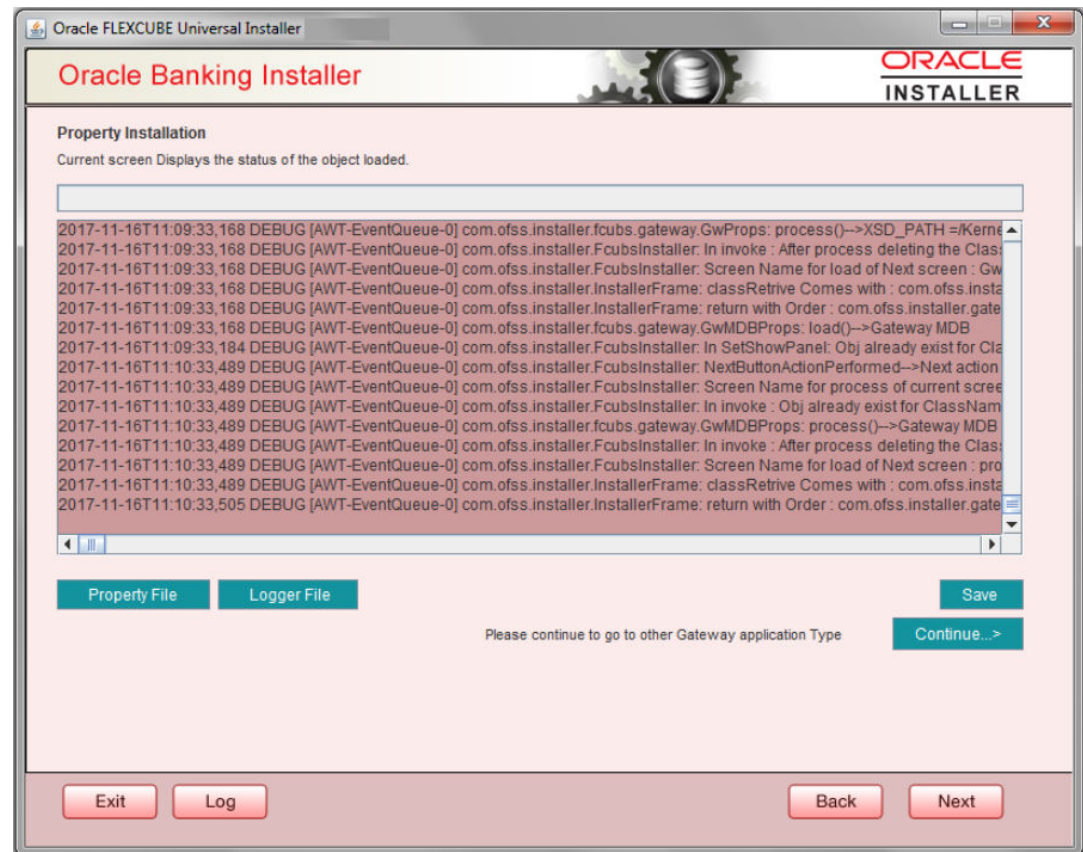 Oracle FLEXCUBE Universal Installer
Oracle Banking Installer
ORACLE
INSTALLER
Property Installation
Current screen Displays the status of the object loaded.
2017-11-16T11:09:33,168 DEBUG [AWT-EventQueue-0] com.ofss.installer.fcubs.gateway.GwProps: process()-->XSD_PATH =/Kerne
2017-11-16T11:09:33,168 DEBUG [AWT-EventQueue-0] com.ofss.installer.FcubsInstaller: In invoke : After process deleting the Clas
2017-11-16T11:09:33,168 DEBUG [AWT-EventQueue-0] com.ofss.installer.FcubsInstaller: Screen Name for load of Next screen : Gw
2017-11-16T11:09:33,168 DEBUG [AWT-EventQueue-0] com.ofss.installer.InstallerFrame: classRetrive Comes with : com.ofss.insta
2017-11-16T11:09:33,168 DEBUG [AWT-EventQueue-0] com.ofss.installer.InstallerFrame: return with Order : com.ofss.installer.gate
2017-11-16T11:09:33,168 DEBUG [AWT-EventQueue-0] com.ofss.installer.fcubs.gateway.GwMDBProps: load()-->Gateway MDB
2017-11-16T11:09:33,184 DEBUG [AWT-EventQueue-0] com.ofss.installer.FcubsInstaller: In SetShowPanel: Obj already exist for Cla
2017-11-16T11:10:33,489 DEBUG [AWT-EventQueue-0] com.ofss.installer.FcubsInstaller: NextButtonActionPerformed-->Next action
2017-11-16T11:10:33,489 DEBUG [AWT-EventQueue-0] com.ofss.installer.FcubsInstaller: Screen Name for process of current scree
2017-11-16T11:10:33,489 DEBUG [AWT-EventQueue-0] com.ofss.installer.FcubsInstaller: In invoke : Obj already exist for ClassNam
2017-11-16T11:10:33,489 DEBUG [AWT-EventQueue-0] com.ofss.installer.fcubs.gateway.GwMDBProps: process()-->Gateway MDB
2017-11-16T11:10:33,489 DEBUG [AWT-EventQueue-0] com.ofss.installer.FcubsInstaller: In invoke : After process deleting the Clas
2017-11-16T11:10:33,489 DEBUG [AWT-EventQueue-0] com.ofss.installer.FcubsInstaller: Screen Name for load of Next screen : pro
2017-11-16T11:10:33,489 DEBUG [AWT-EventQueue-0] com.ofss.installer.InstallerFrame: classRetrive Comes with : com.ofss.insta
2017-11-16T11:10:33,505 DEBUG [AWT-EventQueue-0] com.ofss.installer.InstallerFrame: return with Order : com.ofss.installer.gate
Property File Logger File Save
Please continue to go to other Gateway application Type Continue...>
Exit Log Back Next